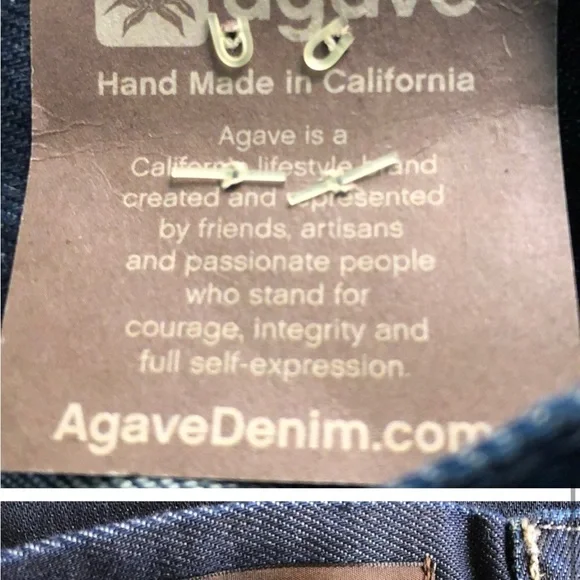 agave
Hand Made in California
Agave is a
California lifestyle brand
created and represented
by friends, artisans
and passionate people
who stand for
courage, integrity and
full self-expression.
AgaveDenim.com